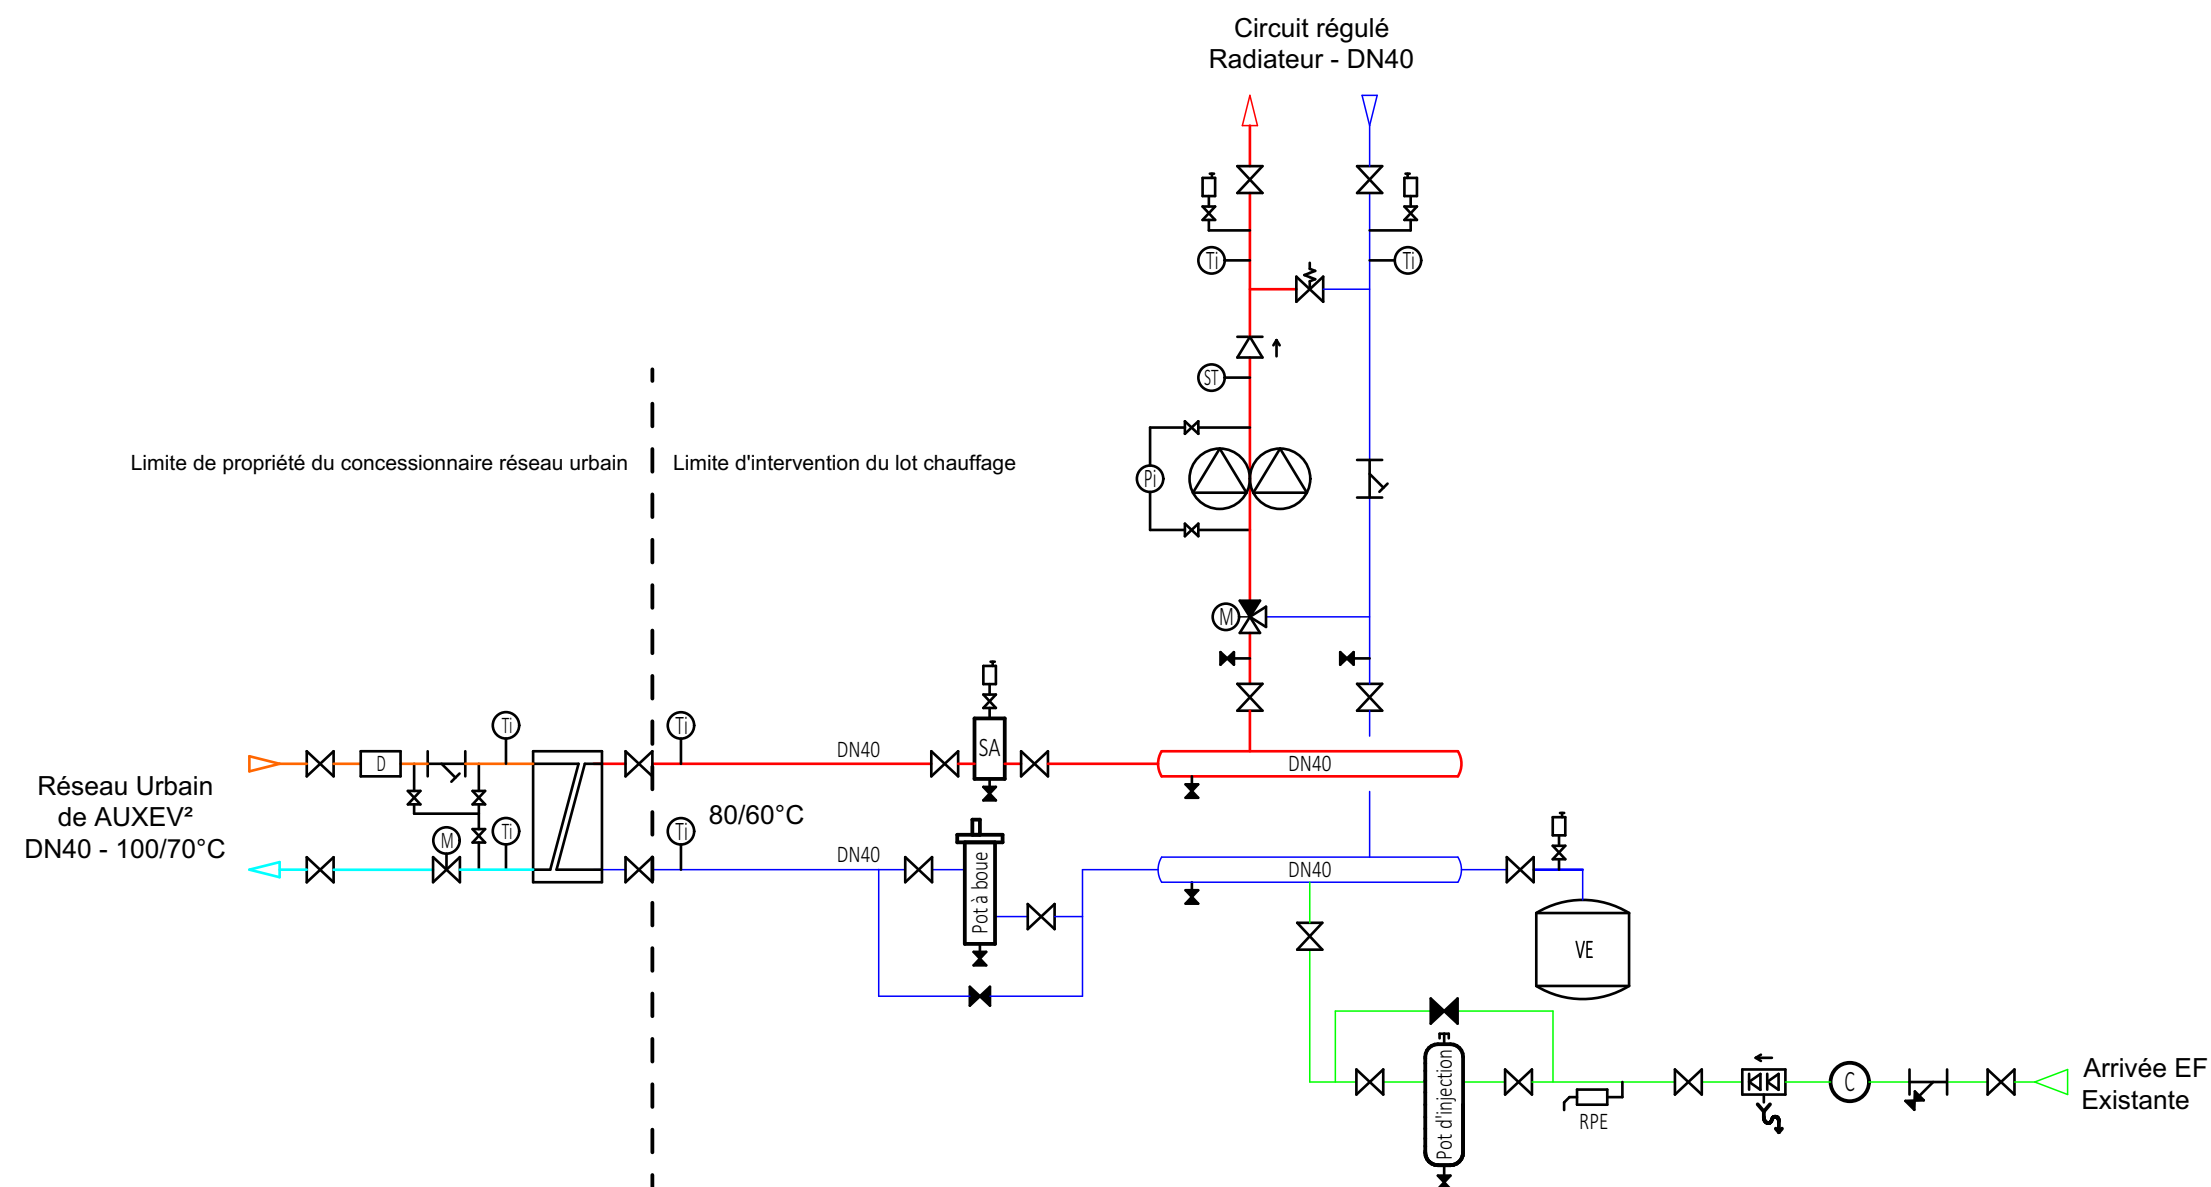 Circuit régulé
Radiateur - DN40
Ti
Ti
ST
Pi
M
Limite de propriété du concessionnaire réseau urbain
Limite d'intervention du lot chauffage
Réseau Urbain
de AUXEV²
DN40 - 100/70°C
D
Ti
M
Ti
Ti
DN40
SA
DN40
80/60°C
Ti
DN40
Pot à boue
DN40
VE
Pot d'injection
RPE
C
Arrivée EF
Existante